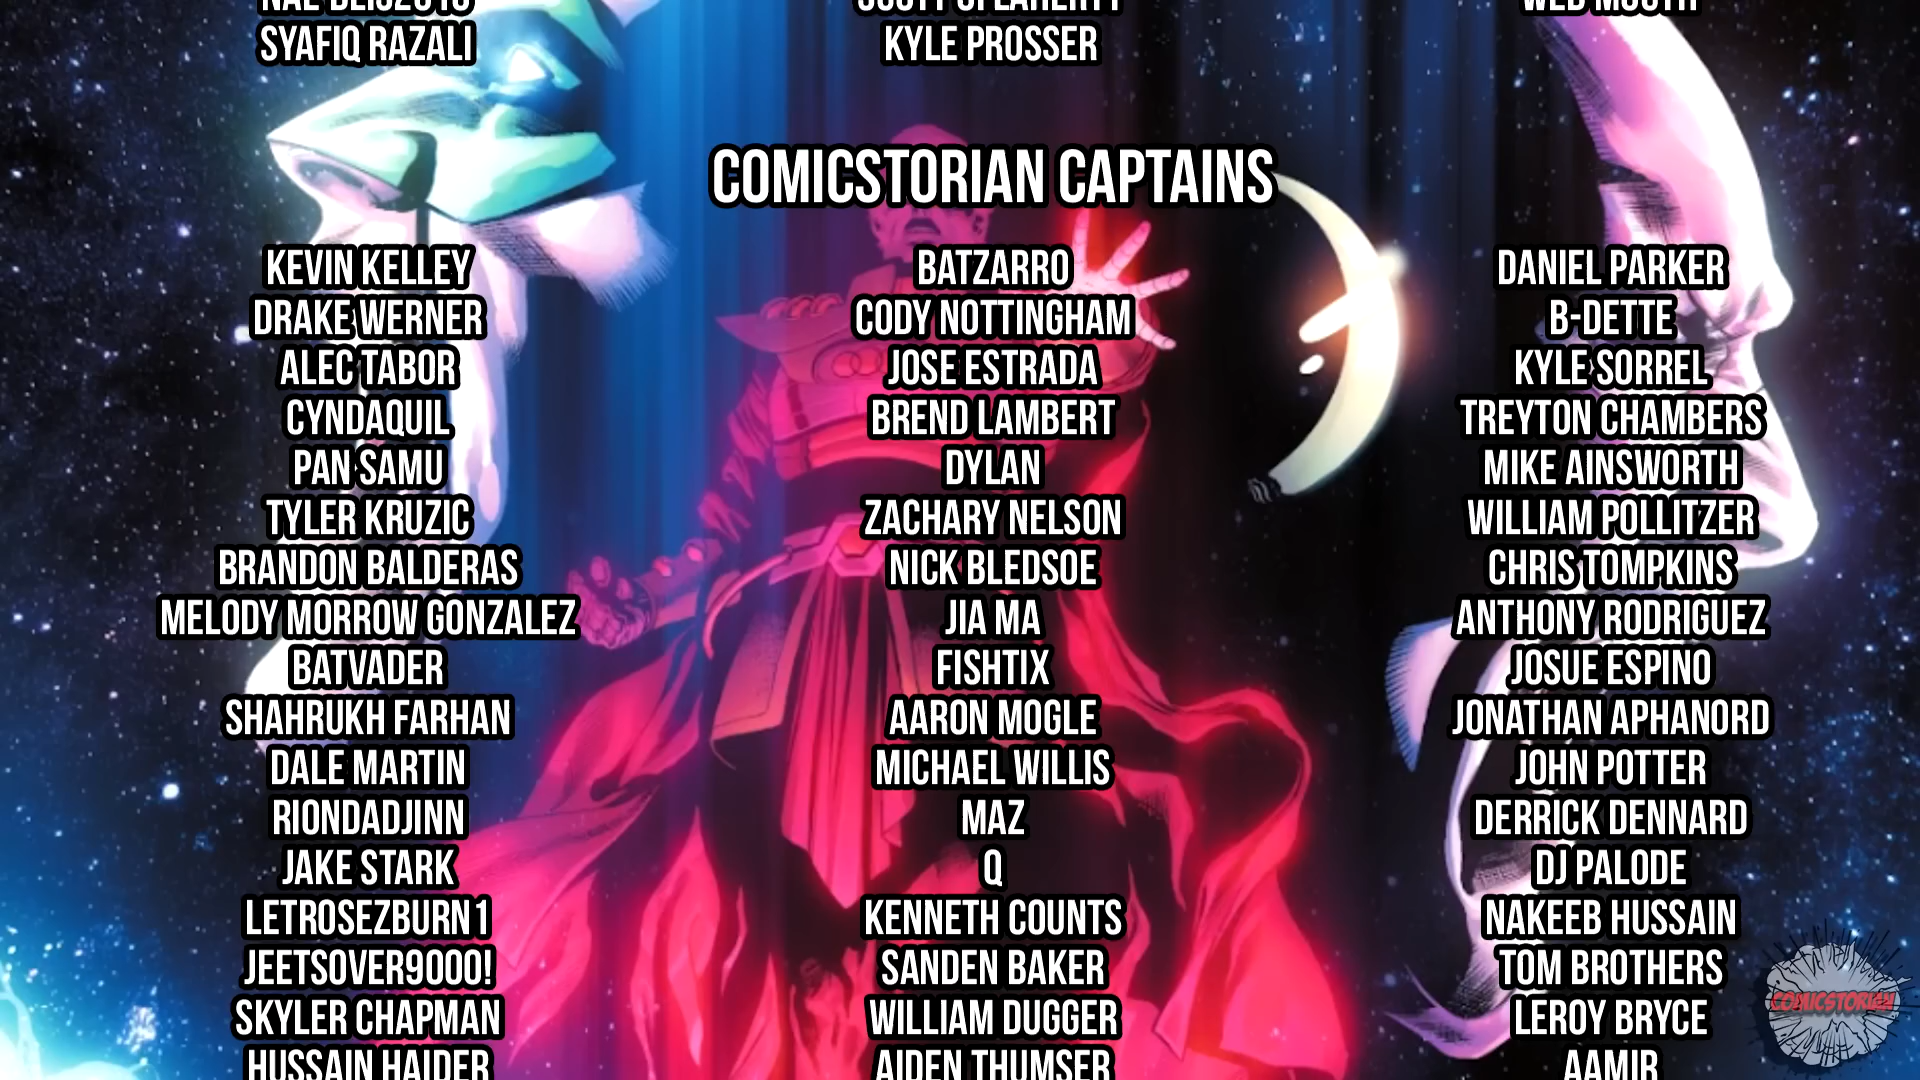 SYAFIQ RAZALI
KYLE PROSSER
COMICSTORIAN CAPTAINS
KEVIN KELLEY
DRAKE WERNER
ALEC TABOR
CYNDAQUIL
PAN SAMU
TYLER KRUZIC
BRANDON BALDERAS
MELODY MORROW GONZALEZ
BATVADER
SHAHRUKH FARHAN
DALE MARTIN
RIONDADJINN
JAKE STARK
LETROSEZBURN1
JEETSOVER9000!
SKYLER CHAPMAN
HUSSAIN HAIDER
BATZARRO
CODY NOTTINGHAM
JOSE ESTRADA
BREND LAMBERT
DYLAN
ZACHARY NELSON
NICK BLEDSOE
JIA MA
FISHTIX
AARON MOGLE
MICHAEL WILLIS
MAZ
Q
KENNETH COUNTS
SANDEN BAKER
WILLIAM DUGGER
AIDEN THUMSER
DANIEL PARKER
B-DETTE
KYLE SORREL
TREYTON CHAMBERS
MIKE AINSWORTH
WILLIAM POLLITZER
CHRIS TOMPKINS
ANTHONY RODRIGUEZ
JOSUE ESPINO
JONATHAN APHANORD
JOHN POTTER
DERRICK DENNARD
DJ PALODE
NAKEEB HUSSAIN
TOM BROTHERS
LEROY BRYCE
AAMIR
COMICSTORIAN